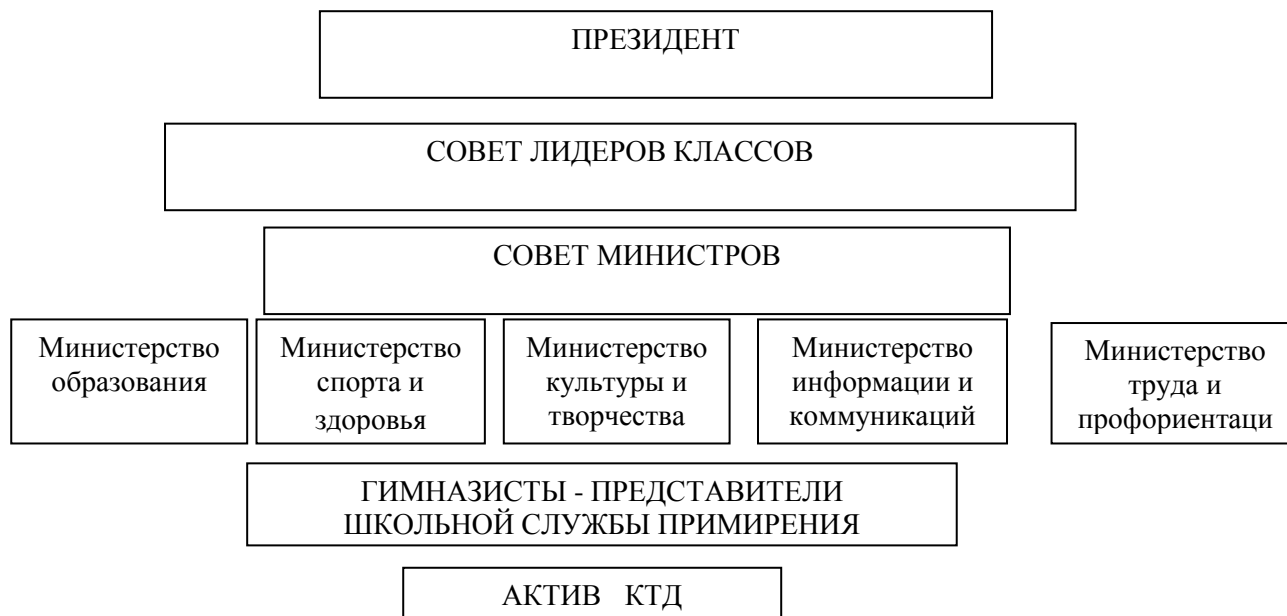 ПРЕЗИДЕНТ
СОВЕТ ЛИДЕРОВ КЛАССОВ
СОВЕТ МИНИСТРОВ
Министерство
образования
Министерство
спорта и
здоровья
Министерство
культуры и
творчества
Министерство
информации и
коммуникаций
Министерство
труда и
профориентаци
ГИМНАЗИСТЫ - ПРЕДСТАВИТЕЛИ
ШКОЛЬНОЙ СЛУЖБЫ ПРИМИРЕНИЯ
АКТИВ КТД